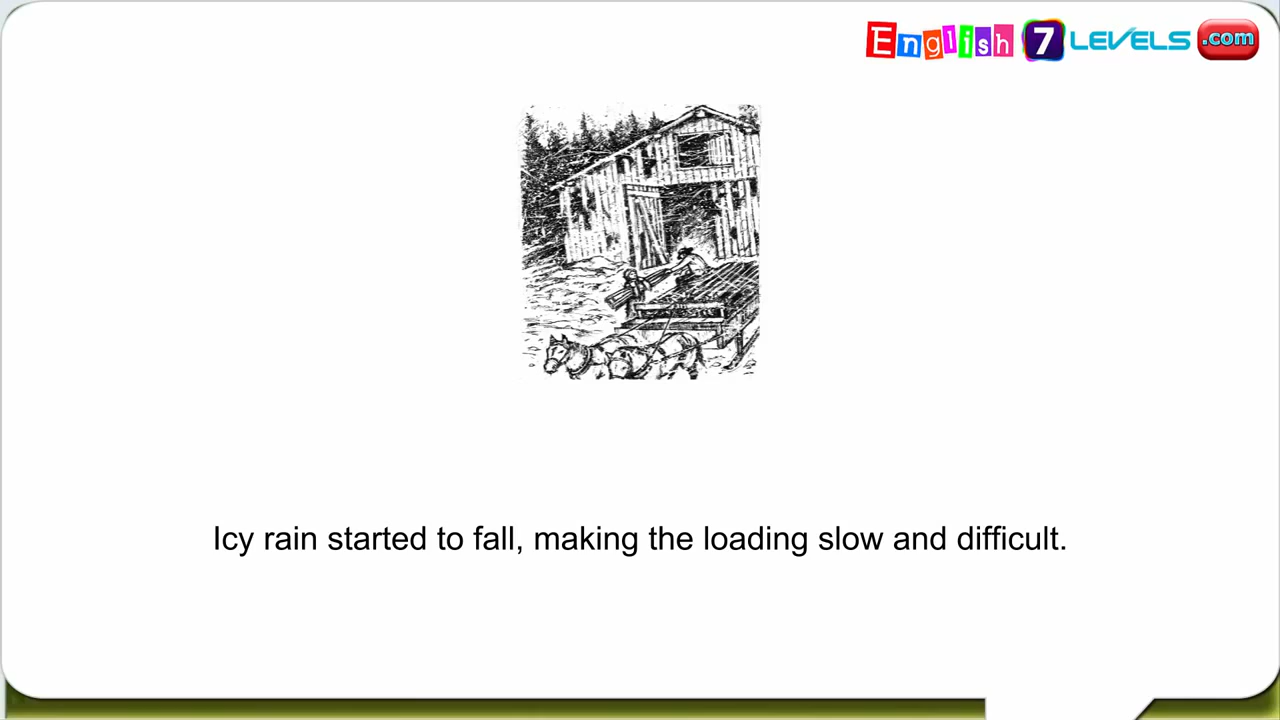 English 7 LEVELS .com
Icy rain started to fall, making the loading slow and difficult.